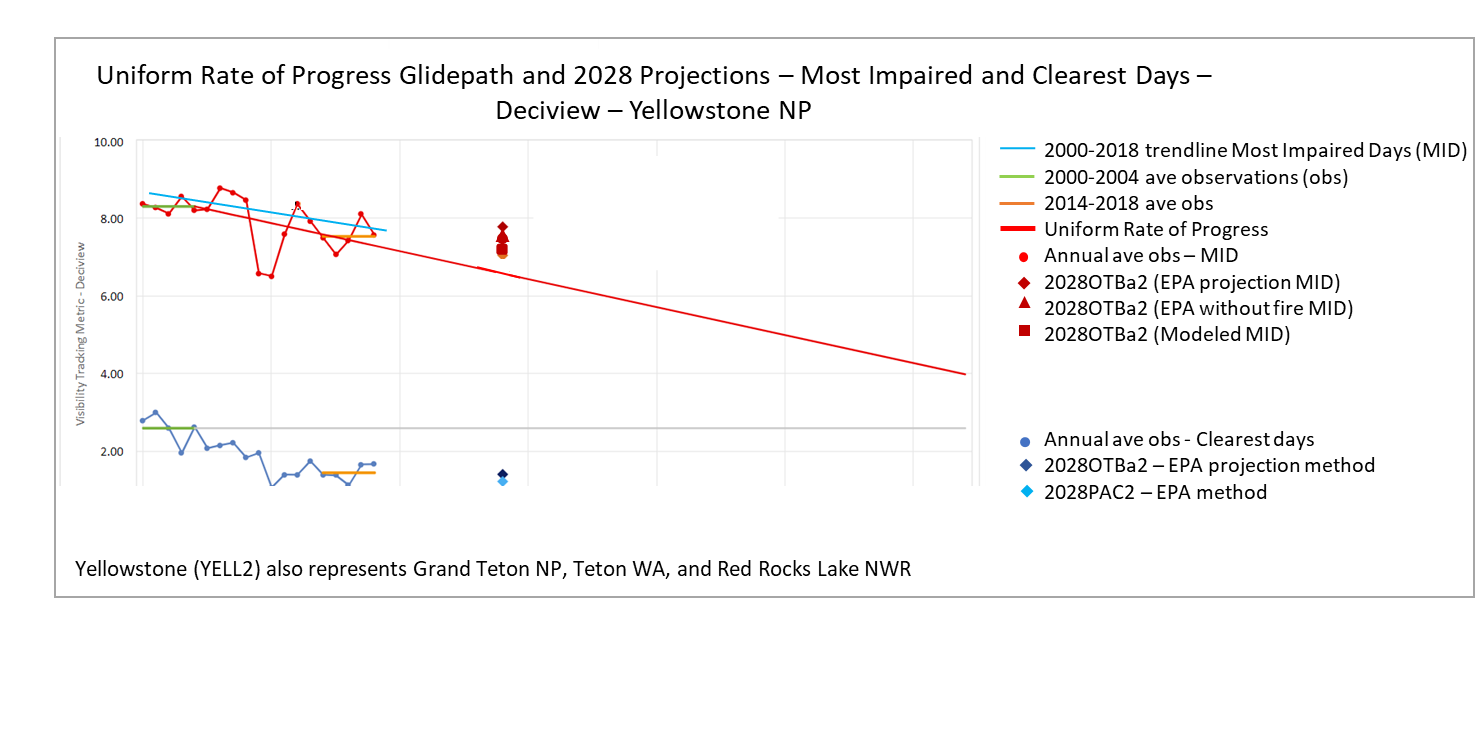 Uniform Rate of Progress Glidepath and 2028 Projections – Most Impaired and Clearest Days –
Deciview – Yellowstone NP
10.00
8.00
6.00
4.00
2.00
Visibility Tracking Metric - Deciview
2000-2018 trendline Most Impaired Days (MID)
2000-2004 ave observations (obs)
2014-2018 ave obs
Uniform Rate of Progress
Annual ave obs – MID
2028OTBa2 (EPA projection MID)
2028OTBa2 (EPA without fire MID)
2028OTBa2 (Modeled MID)
Annual ave obs - Clearest days
2028OTBa2 – EPA projection method
2028PAC2 – EPA method
Yellowstone (YELL2) also represents Grand Teton NP, Teton WA, and Red Rocks Lake NWR